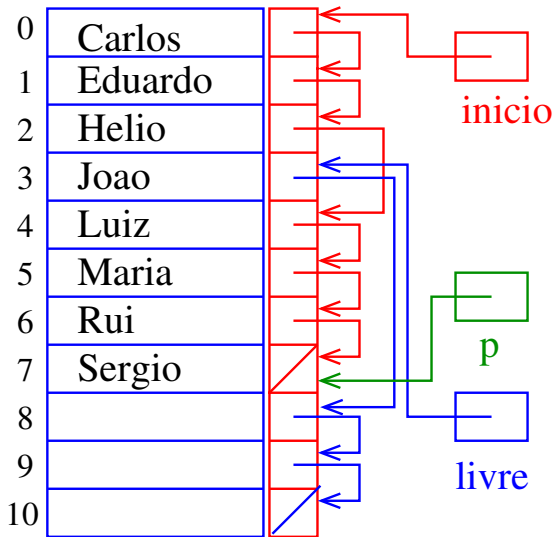 0 Carlos
1 Eduardo
2 Helio
3 Joao
4 Luiz
5 Maria
6 Rui
7 Sergio
8
9
10
inicio
p
livre